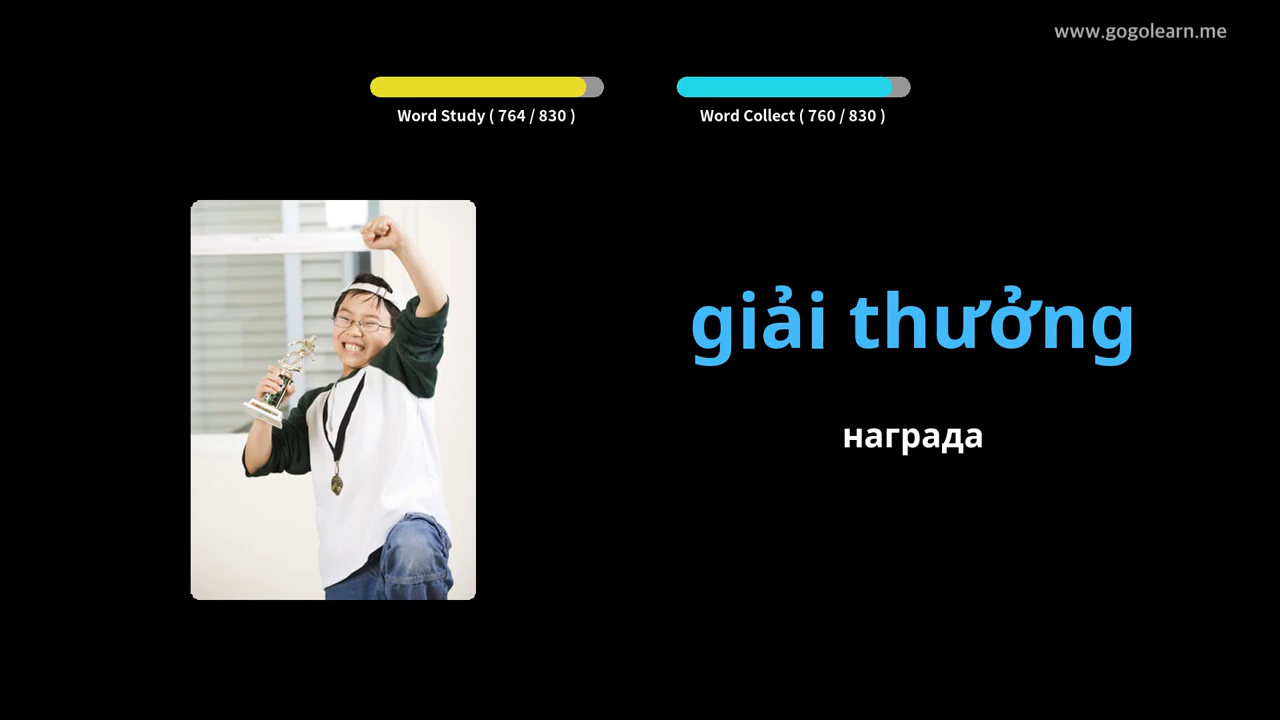 www.gogolearn.me
Word Study ( 764 / 830 )
Word Collect ( 760 / 830 )
giải thưởng
награда